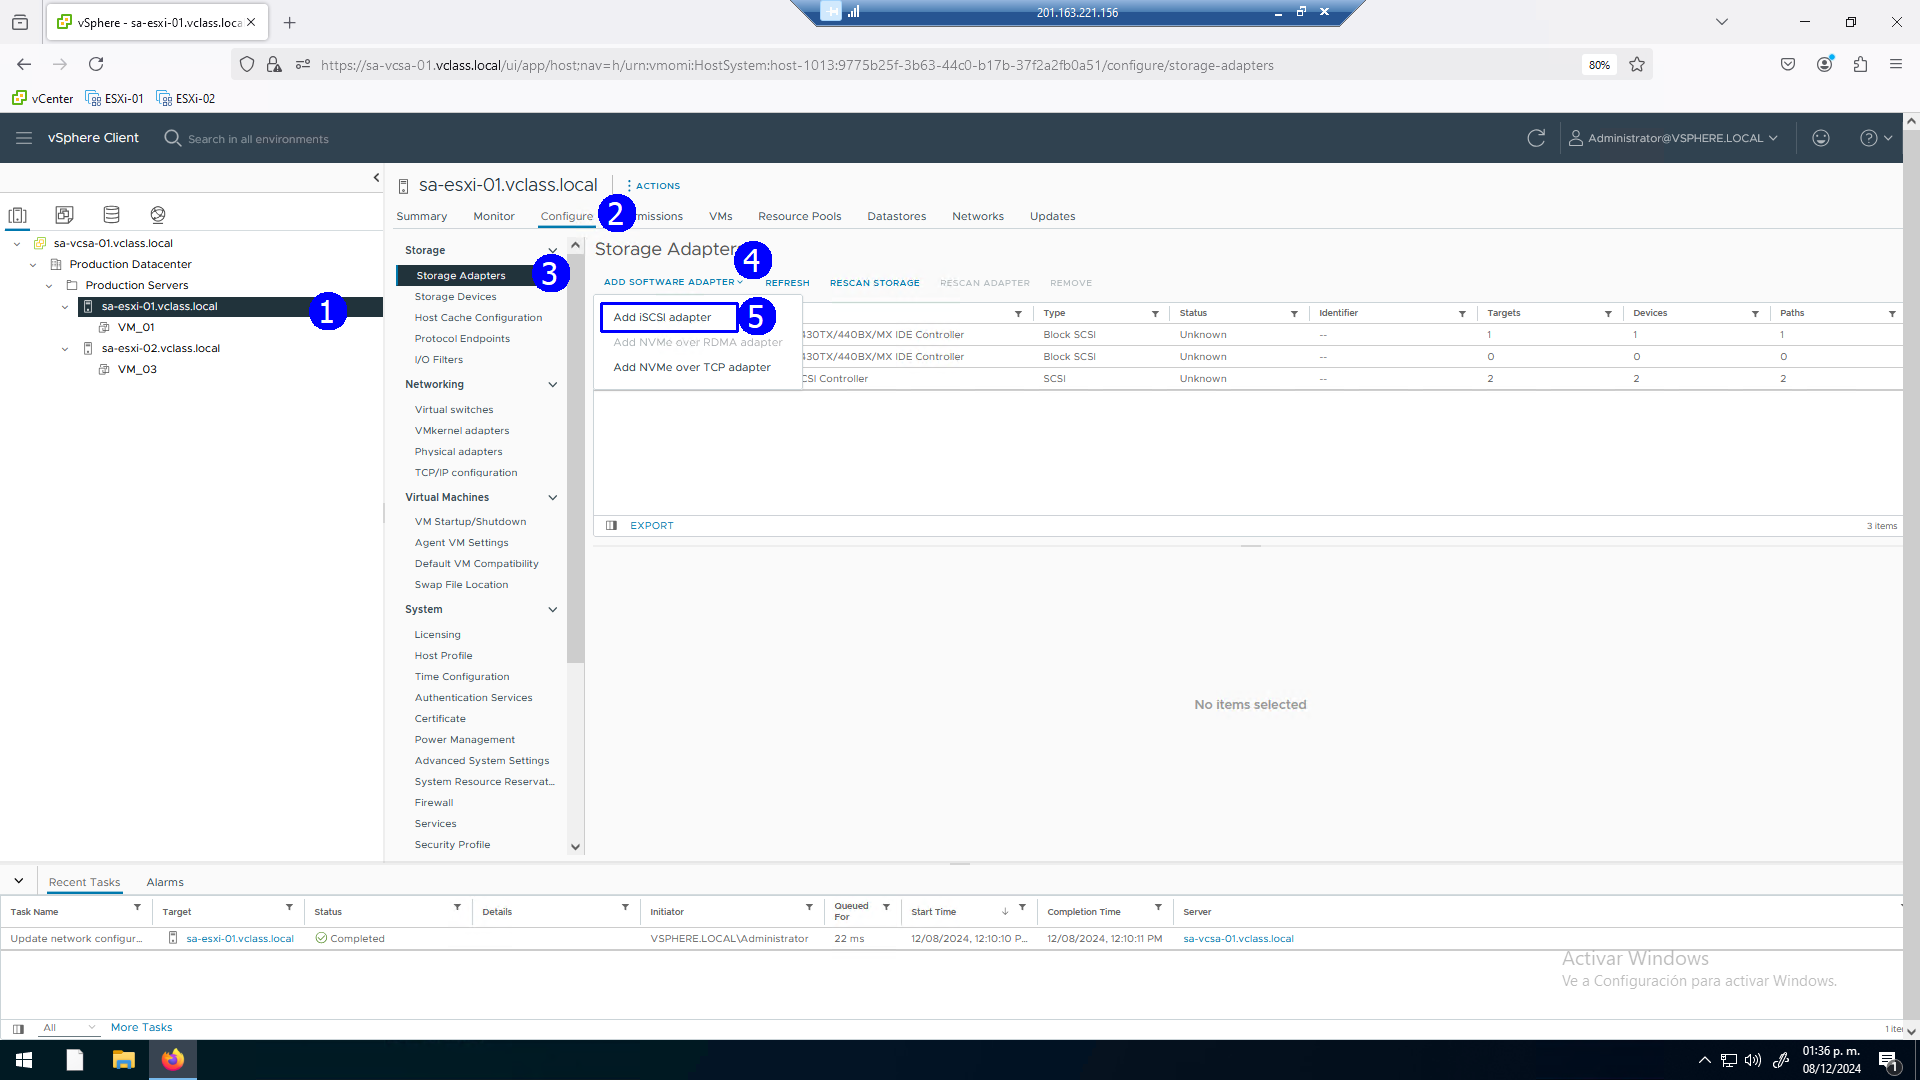 vSphere - sa-esxi-01.vclass.loca
201.163.221.156
https://sa-vcsa-01.vclass.local/ui/app/host;nav=h/urn:vmomi:HostSystem:host-1013:9775b25f-3b63-44c0-b17b-37f2a2fb0a51/configure/storage-adapters
80%
vCenter ESXi-01 ESXi-02
vSphere Client Search in all environments Administrator@VSPHERE.LOCAL
sa-esxi-01.vclass.local ACTIONS
Summary Monitor Configure 2 missions VMs Resource Pools Datastores Networks Updates
sa-vcsa-01.vclass.local
Production Datacenter
Production Servers
sa-esxi-01.vclass.local 1
VM_01
sa-esxi-02.vclass.local
VM_03
Storage
Storage Adapters 3
Storage Devices
Host Cache Configuration
Protocol Endpoints
I/O Filters
Networking
Virtual switches
VMkernel adapters
Physical adapters
TCP/IP configuration
Virtual Machines
VM Startup/Shutdown
Agent VM Settings
Default VM Compatibility
Swap File Location
System
Licensing
Host Profile
Time Configuration
Authentication Services
Certificate
Power Management
Advanced System Settings
System Resource Reservat...
Firewall
Services
Security Profile
Storage Adapter 4
ADD SOFTWARE ADAPTER REFRESH RESCAN STORAGE RESCAN ADAPTER REMOVE
Add iSCSI adapter 5
Add NVMe over RDMA adapter
Add NVMe over TCP adapter
Type Status Identifier Targets Devices Paths
430TX/440BX/MX IDE Controller Block SCSI Unknown -- 1 1 1
430TX/440BX/MX IDE Controller Block SCSI Unknown -- 0 0 0
CSI Controller SCSI Unknown -- 2 2 2
EXPORT 3 items
No items selected
Recent Tasks Alarms
Task Name Target Status Details Initiator Queued For Start Time Completion Time Server
Update network configur... sa-esxi-01.vclass.local Completed VSPHERE.LOCAL\Administrator 22 ms 12/08/2024, 12:10:10 P... 12/08/2024, 12:10:11 PM sa-vcsa-01.vclass.local
Activar Windows
Ve a Configuración para activar Windows.
All More Tasks 1 ite
01:36 p. m.
08/12/2024
1